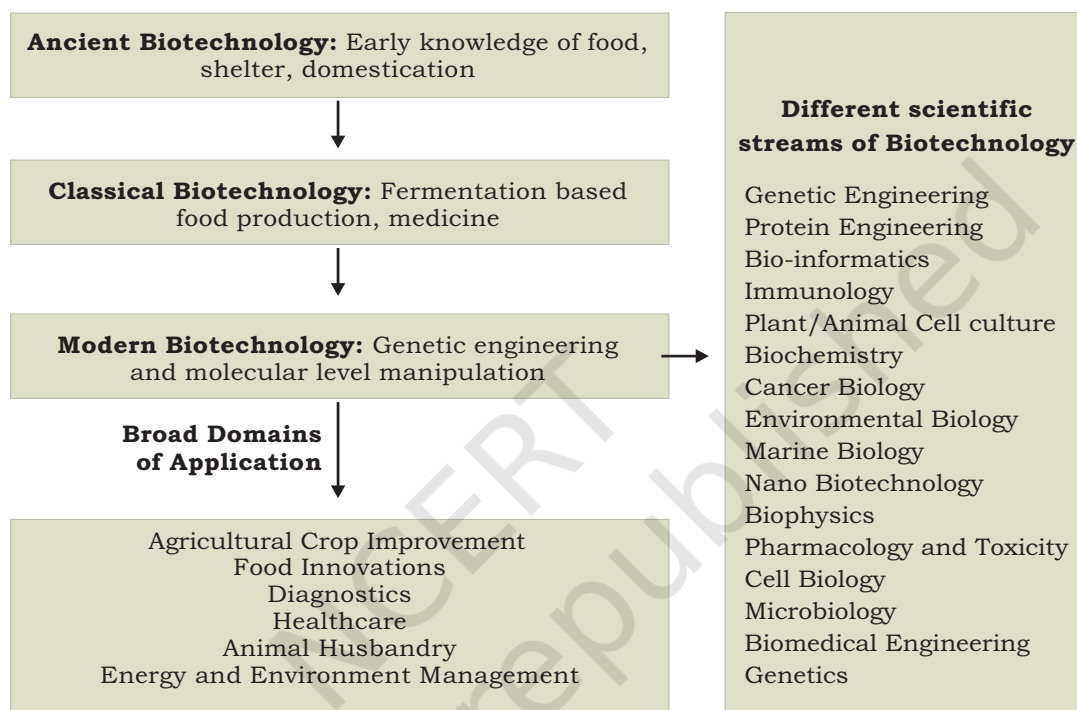 Ancient Biotechnology: Early knowledge of food,
shelter, domestication
Classical Biotechnology: Fermentation based
food production, medicine
Modern Biotechnology: Genetic engineering
and molecular level manipulation
Broad Domains
of Application
Agricultural Crop Improvement
Food Innovations
Diagnostics
Healthcare
Animal Husbandry
Energy and Environment Management
Different scientific
streams of Biotechnology
Genetic Engineering
Protein Engineering
Bio-informatics
Immunology
Plant/Animal Cell culture
Biochemistry
Cancer Biology
Environmental Biology
Marine Biology
Nano Biotechnology
Biophysics
Pharmacology and Toxicity
Cell Biology
Microbiology
Biomedical Engineering
Genetics
NCERT
republished